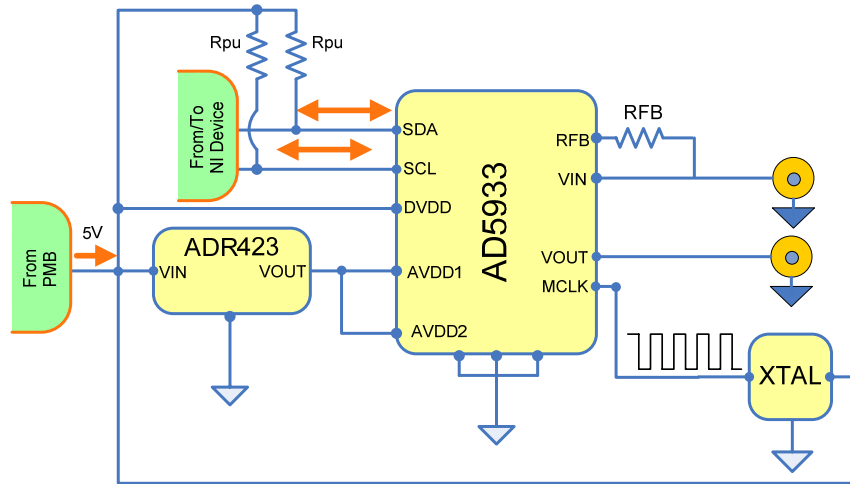 Rpu
Rpu
From/To
NI Device
SDA
SCL
DVDD
AVDD1
AVDD2
AD5933
RFB
VIN
VOUT
MCLK
RFB
From
PMB
5V
ADR423
VIN
VOUT
XTAL